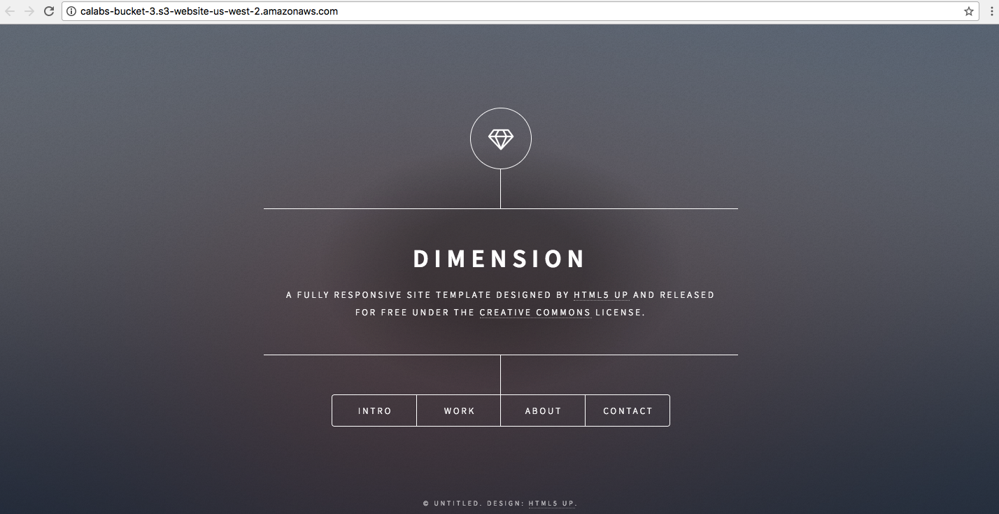 calabs-bucket-3.s3-website-us-west-2.amazonaws.com
DIMENSION
A FULLY RESPONSIVE SITE TEMPLATE DESIGNED BY HTML5 UP AND RELEASED
FOR FREE UNDER THE CREATIVE COMMONS LICENSE.
INTRO WORK ABOUT CONTACT
© UNTITLED. DESIGN: HTML5 UP.